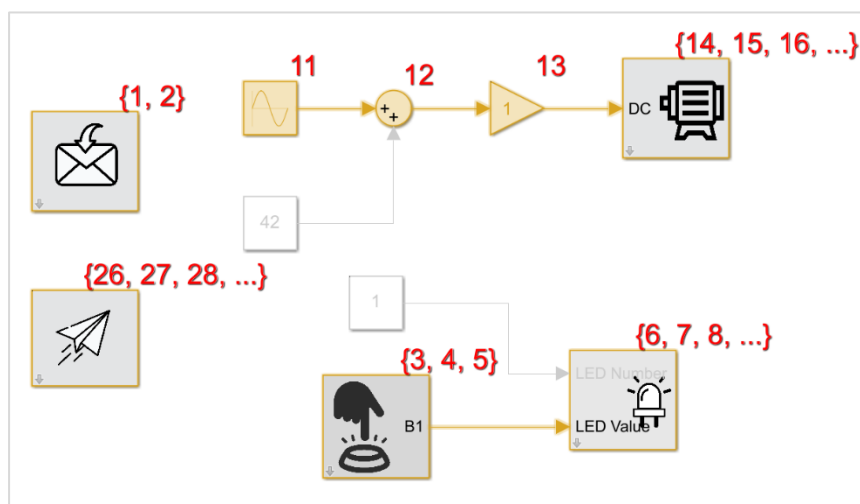 {14, 15, 16, ...}
11
12
13
{1, 2}
1
DC
42
{26, 27, 28, ...}
1
{6, 7, 8, ...}
{3, 4, 5}
LED Number
B1
LED Value